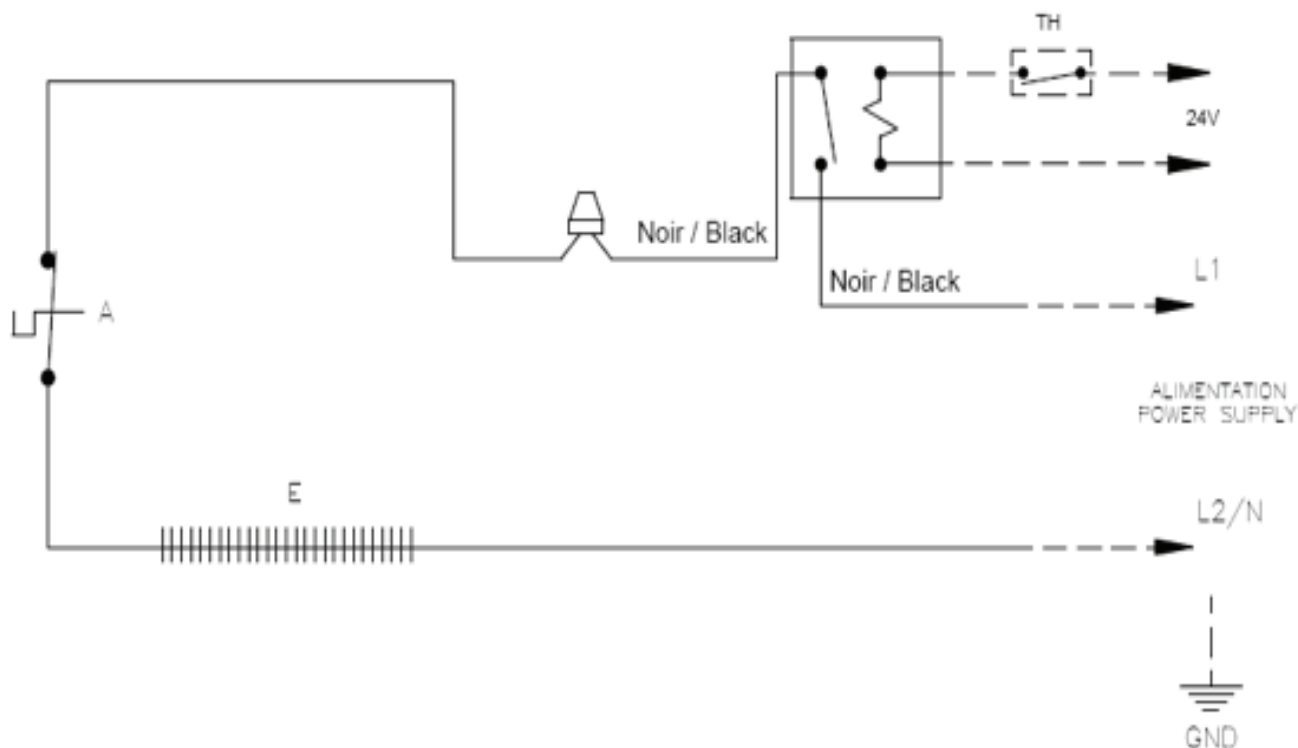 TH
24V
Noir / Black
Noir / Black
L1
A
ALIMENTATION
POWER SUPPLY
E
L2/N
GND